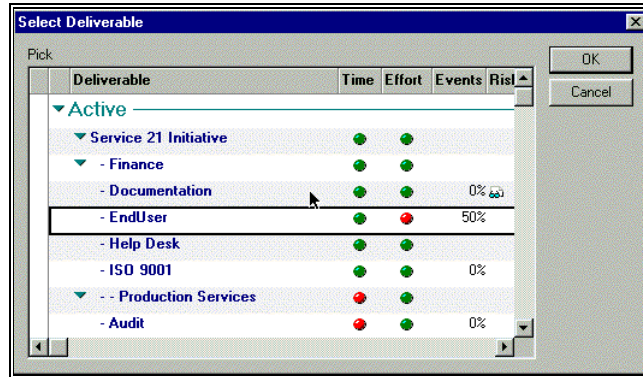 Select Deliverable
Pick
OK
Cancel
Deliverable Time Effort Events Risk
Active
Service 21 Initiative
- Finance
- Documentation 0%
- EndUser 50%
- Help Desk
- ISO 9001 0%
- - Production Services
- Audit 0%